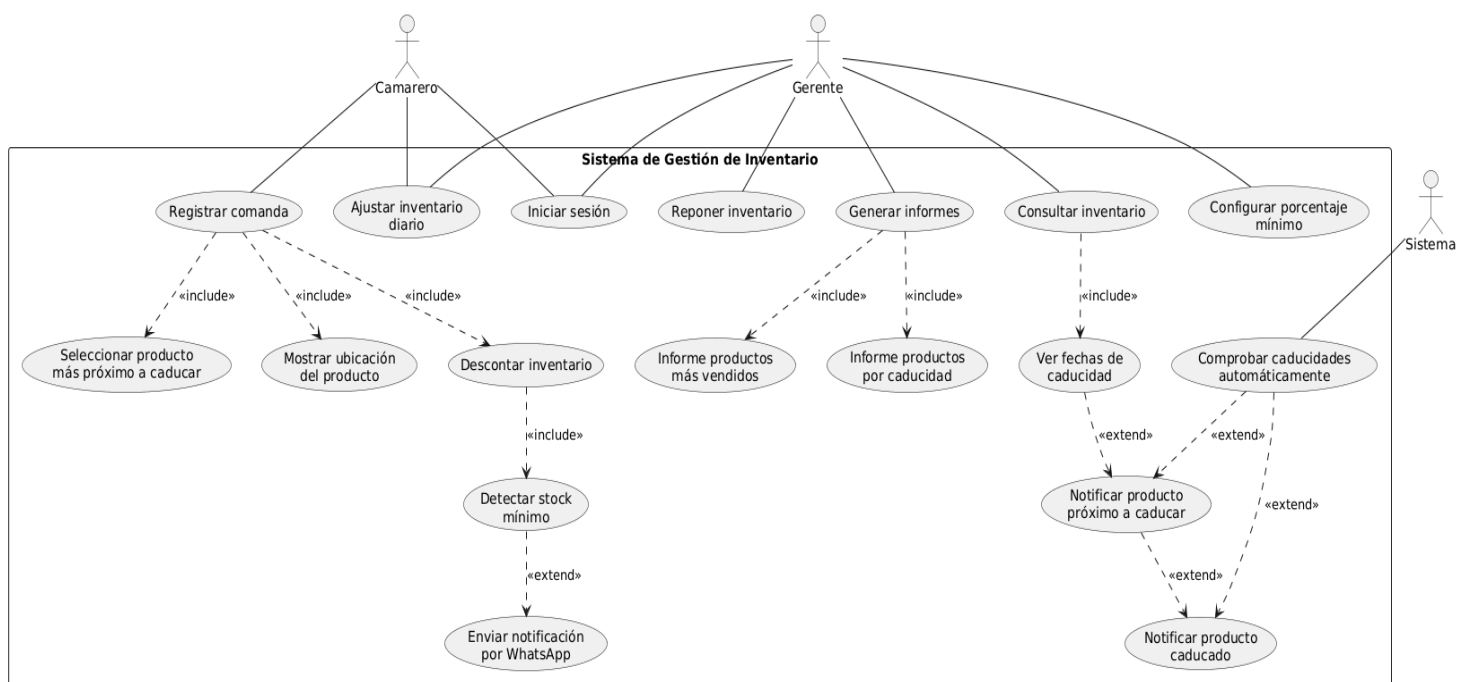 Camarero
Gerente
Sistema de Gestión de Inventario
Registrar comanda
Ajustar inventario
diario
Iniciar sesión
Reponer inventario
Generar informes
Consultar inventario
Configurar porcentaje
mínimo
Sistema
«include»
«include»
«include»
«include»
«include»
«include»
Seleccionar producto
más próximo a caducar
Mostrar ubicación
del producto
Descontar inventario
Informe productos
más vendidos
Informe productos
por caducidad
Ver fechas de
caducidad
Comprobar caducidades
automáticamente
«include»
«extend»
«extend»
Detectar stock
mínimo
Notificar producto
próximo a caducar
«extend»
«extend»
«extend»
Enviar notificación
por WhatsApp
Notificar producto
caducado